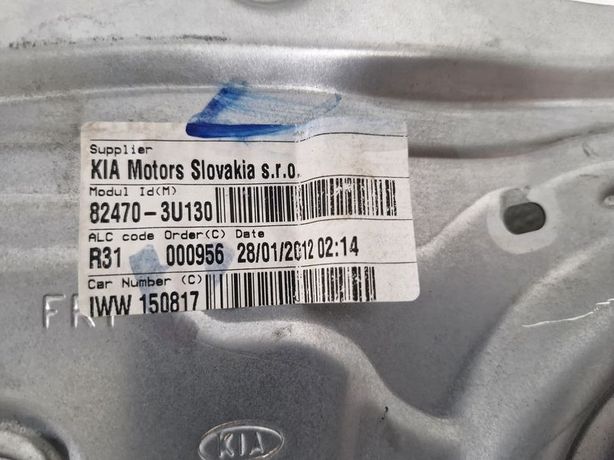 Supplier
KIA Motors Slovakia s.r.o.
Modul Id(M)
82470-3U130
ALC code Order(C) Date
R31 000956 28/01/2012 02:14
Car Number (C)
IWW 150817
FRT
KIA